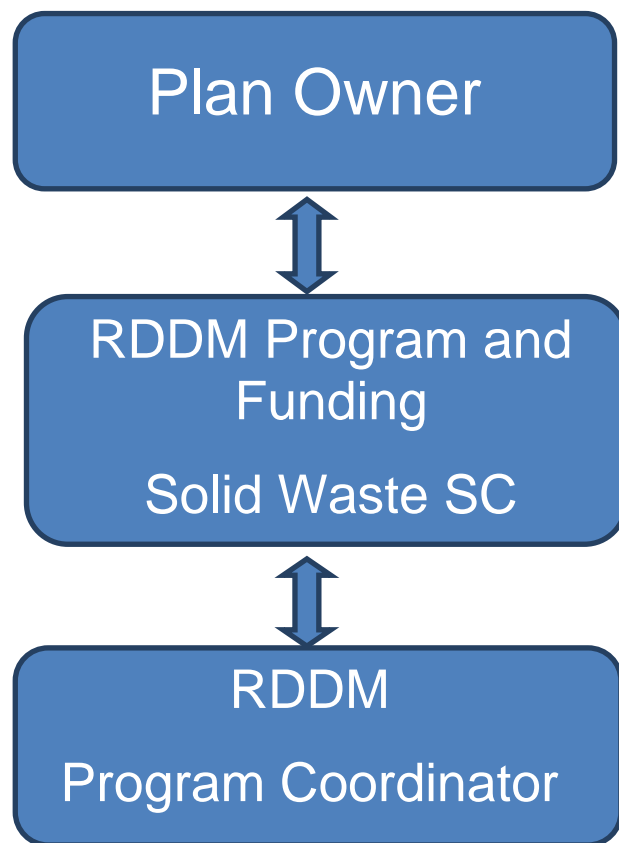 Plan Owner
RDDM Program and
Funding
Solid Waste SC
RDDM
Program Coordinator